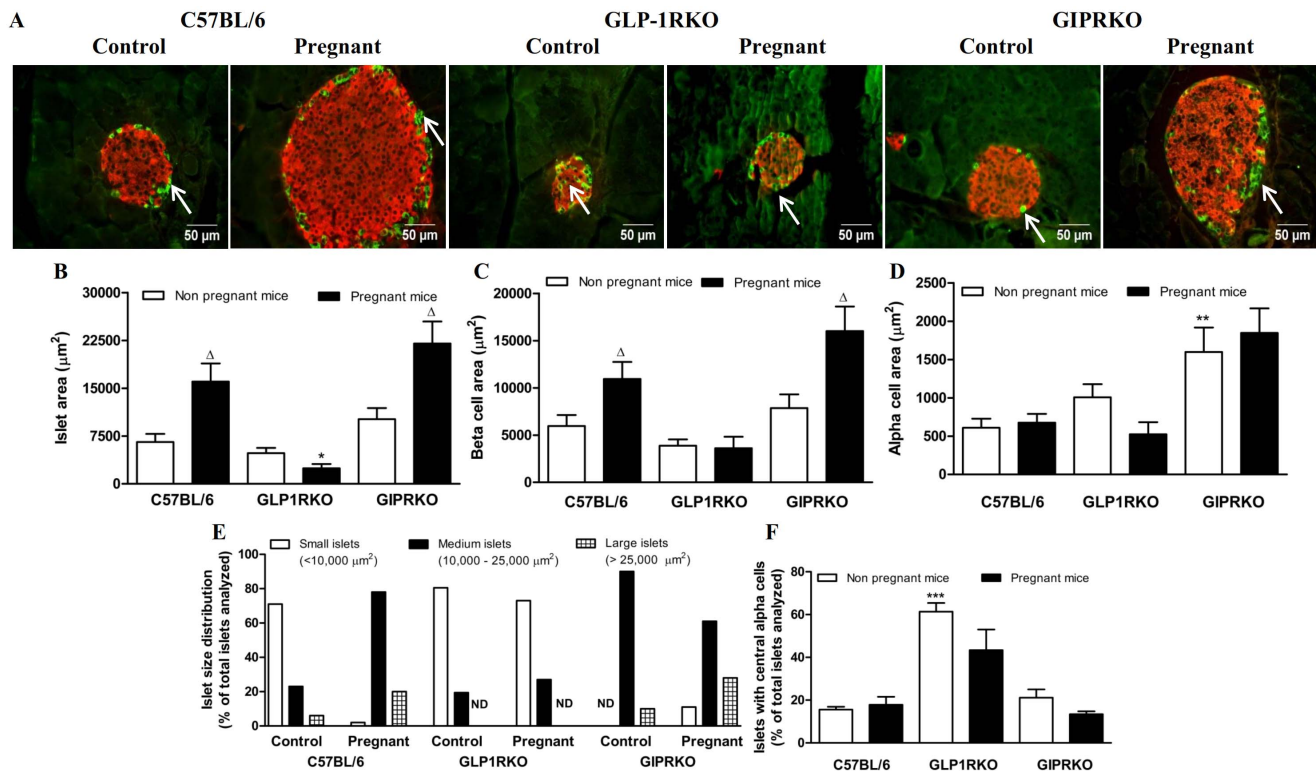 A
C57BL/6 GLP-1RKO GIPRKO
Control Pregnant Control Pregnant Control Pregnant
50 µm 50 µm 50 µm 50 µm 50 µm 50 µm
B
Non pregnant mice Pregnant mice
Islet area (µm²)
30000
22500
15000
7500
0
Δ
*
Δ
C57BL/6 GLP1RKO GIPRKO
C
Non pregnant mice Pregnant mice
Beta cell area (µm²)
20000
15000
10000
5000
0
Δ
Δ
C57BL/6 GLP1RKO GIPRKO
D
Non pregnant mice Pregnant mice
Alpha cell area (µm²)
2500
2000
1500
1000
500
0
**
C57BL/6 GLP1RKO GIPRKO
E
Small islets Medium islets Large islets
(<10,000 µm²) (10,000 - 25,000 µm²) (> 25,000 µm²)
Islet size distribution
(% of total islets analyzed)
100
80
60
40
20
0
ND ND ND
Control Pregnant Control Pregnant Control Pregnant
C57BL/6 GLP1RKO GIPRKO
F
Non pregnant mice Pregnant mice
Islets with central alpha cells
(% of total islets analyzed)
80
60
40
20
0
***
C57BL/6 GLP1RKO GIPRKO